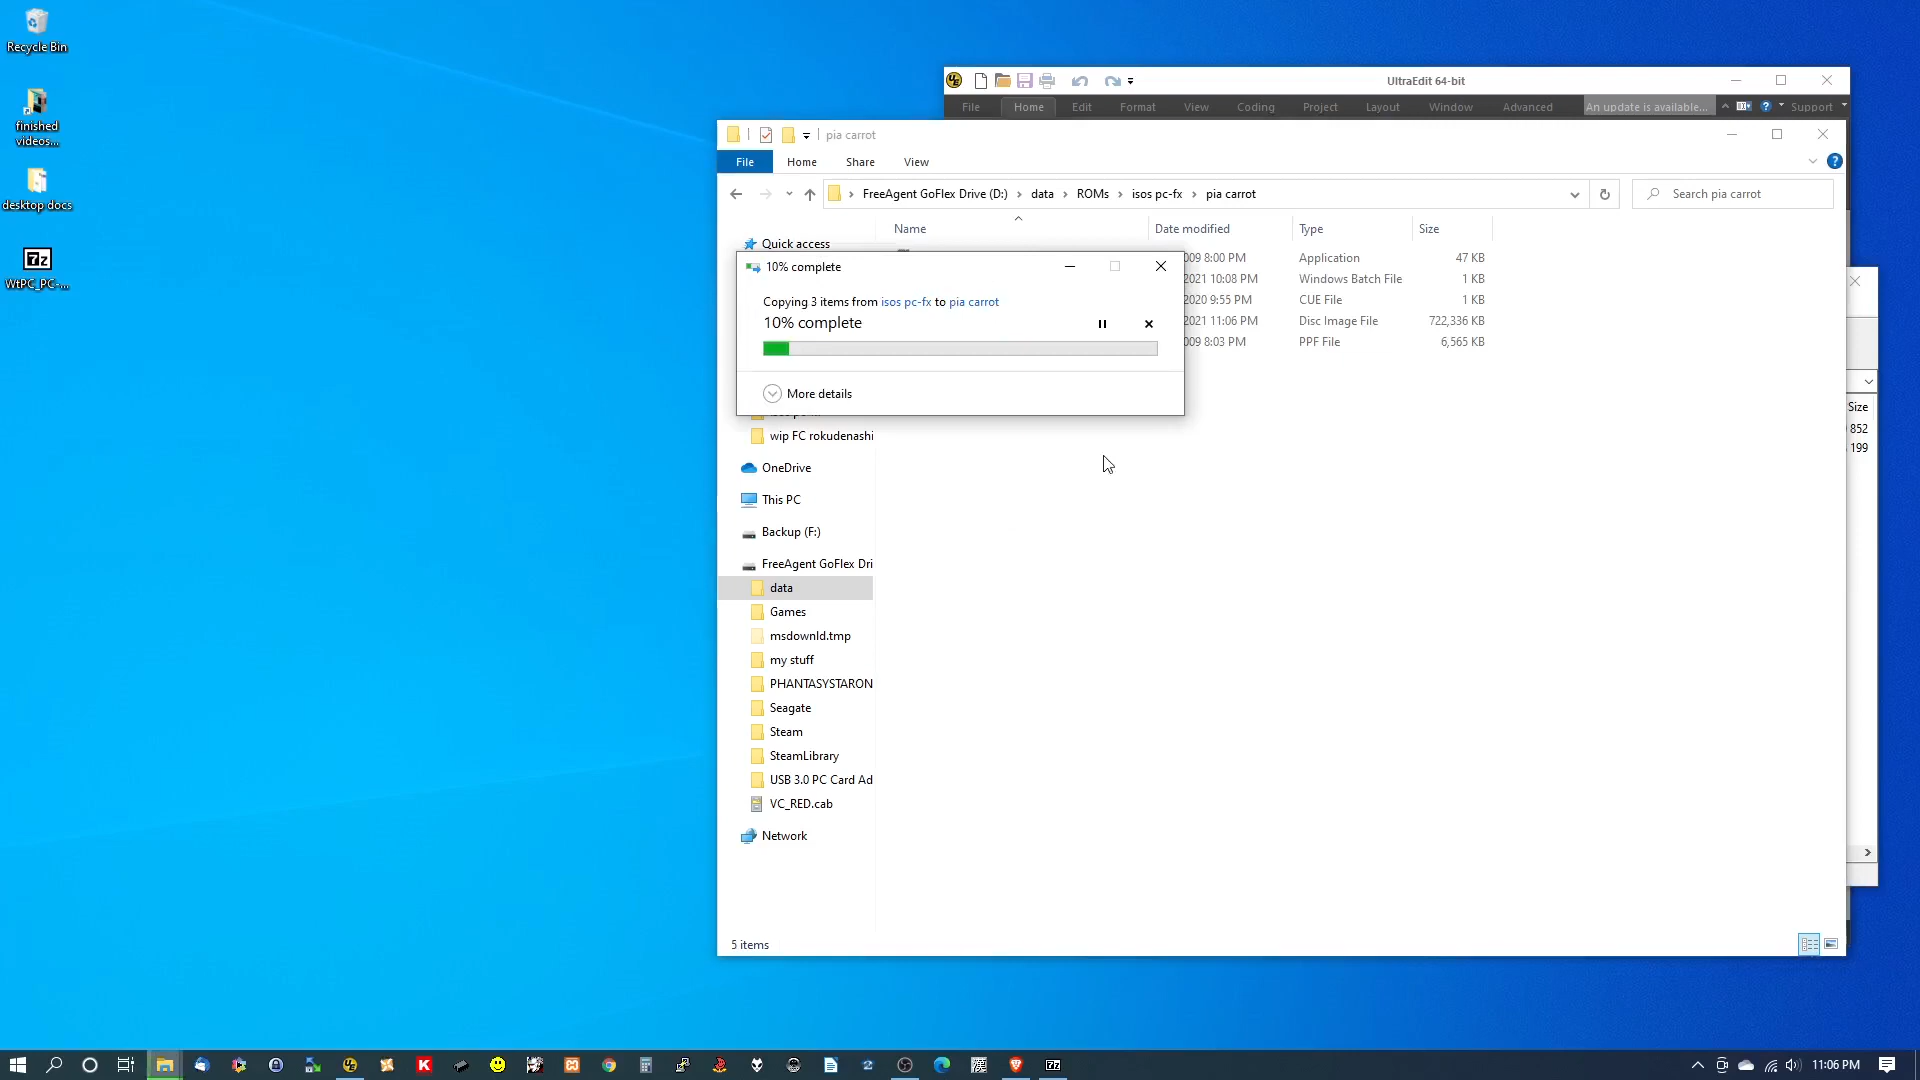 Recycle Bin
finished
videos...
desktop docs
7z
WtPC_PC-...
UltraEdit 64-bit
File Home Edit Format View Coding Project Layout Window Advanced An update is available... Support
pia carrot
File Home Share View
FreeAgent GoFlex Drive (D:) › data › ROMs › isos pc-fx › pia carrot
Search pia carrot
Name Date modified Type Size
Quick access
009 8:00 PM Application 47 KB
2021 10:08 PM Windows Batch File 1 KB
2020 9:55 PM CUE File 1 KB
2021 11:06 PM Disc Image File 722,336 KB
009 8:03 PM PPF File 6,565 KB
10% complete
Copying 3 items from isos pc-fx to pia carrot
10% complete
More details
wip FC rokudenashi
OneDrive
This PC
Backup (F:)
FreeAgent GoFlex Dri
data
Games
msdownld.tmp
my stuff
PHANTASYSTARON
Seagate
Steam
SteamLibrary
USB 3.0 PC Card Ad
VC_RED.cab
Network
5 items
Size
852
199
11:06 PM